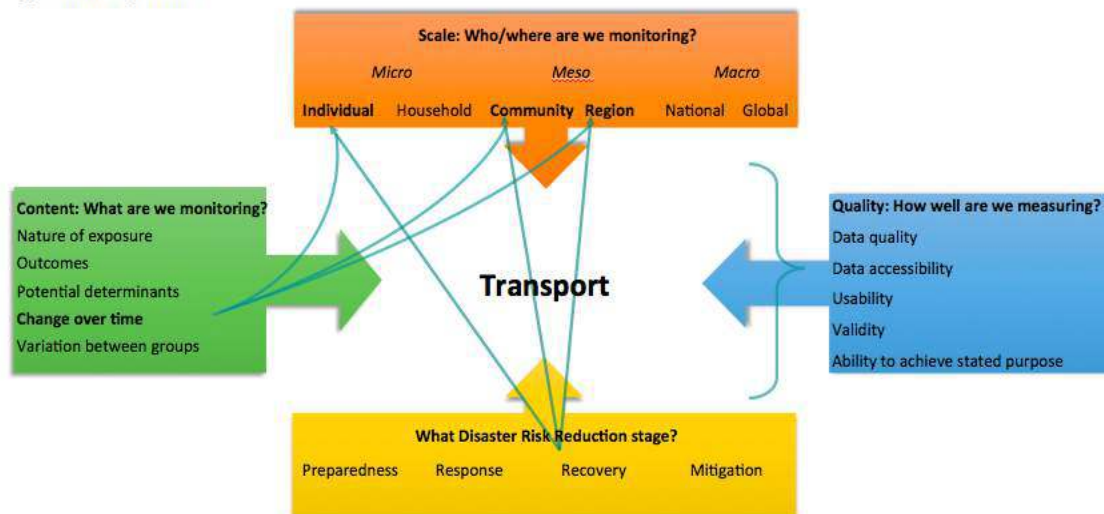 Scale: Who/where are we monitoring?
Micro Meso Macro
Individual Household Community Region National Global
Content: What are we monitoring?
Nature of exposure
Outcomes
Potential determinants
Change over time
Variation between groups
Transport
Quality: How well are we measuring?
Data quality
Data accessibility
Usability
Validity
Ability to achieve stated purpose
What Disaster Risk Reduction stage?
Preparedness Response Recovery Mitigation